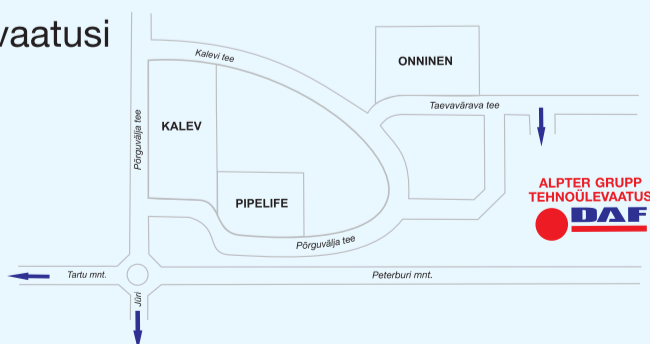 vaatusi
Kalevi tee
ONNINEN
Taevavärava tee
Põrguvälja tee
KALEV
PIPELIFE
ALPTER GRUPP
TEHNOÜLEVAATUS
DAF
Põrguvälja tee
Tartu mnt.
Jüri
Peterburi mnt.